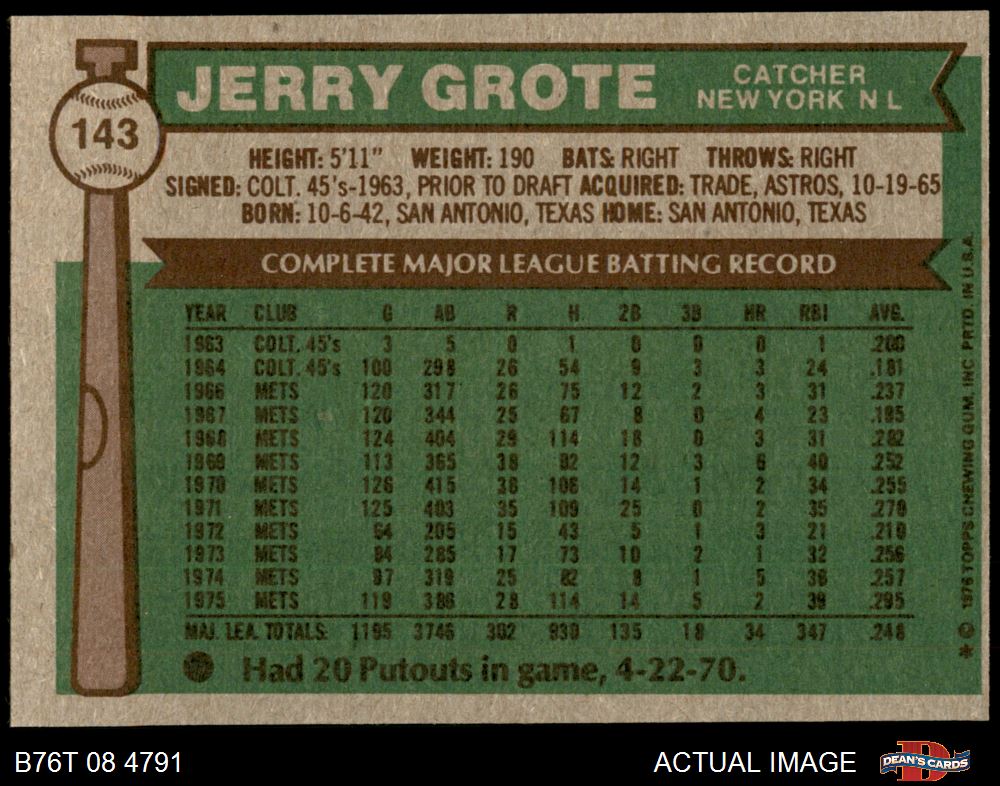 JERRY GROTE
CATCHER
NEW YORK N L
143
HEIGHT: 5'11" WEIGHT: 190 BATS: RIGHT THROWS: RIGHT
SIGNED: COLT. 45's-1963, PRIOR TO DRAFT ACQUIRED: TRADE, ASTROS, 10-19-65
BORN: 10-6-42, SAN ANTONIO, TEXAS HOME: SAN ANTONIO, TEXAS
COMPLETE MAJOR LEAGUE BATTING RECORD
YEAR CLUB G AB R H 2B 3B HR RBI AVG.
1963 COLT. 45's 3 5 0 1 0 0 0 1 .200
1964 COLT. 45's 100 298 26 54 9 3 3 24 .181
1966 METS 120 317 26 75 12 2 3 31 .237
1967 METS 120 344 25 67 8 0 4 23 .195
1968 METS 124 404 29 114 18 0 3 31 .282
1969 METS 113 365 38 92 12 3 6 40 .252
1970 METS 126 415 38 106 14 1 2 34 .255
1971 METS 125 403 35 109 25 0 2 35 .270
1972 METS 64 205 15 43 5 1 3 21 .210
1973 METS 84 285 17 73 10 2 1 32 .256
1974 METS 97 319 25 82 8 1 5 36 .257
1975 METS 119 386 28 114 14 5 2 39 .295
MAJ. LEA. TOTALS: 1195 3746 302 930 135 18 34 347 .248
Had 20 Putouts in game, 4-22-70.
* © 1976 TOPPS CHEWING GUM, INC. PRTD. IN U.S.A.
B76T 08 4791
ACTUAL IMAGE
D
DEAN'S CARDS